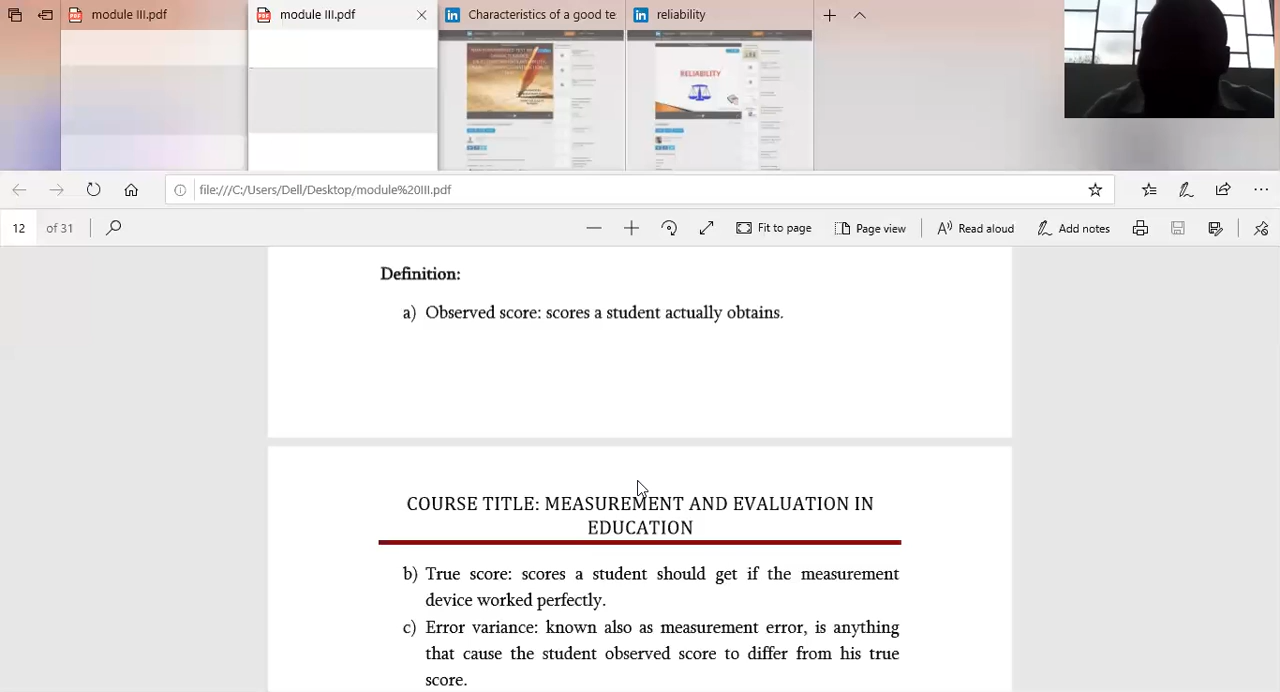 module III.pdf
module III.pdf
Characteristics of a good te
reliability
RELIABILITY
file:///C:/Users/Dell/Desktop/module%20III.pdf
12 of 31
Fit to page
Page view
Read aloud
Add notes
Definition:
a) Observed score: scores a student actually obtains.
COURSE TITLE: MEASUREMENT AND EVALUATION IN
EDUCATION
b) True score: scores a student should get if the measurement
device worked perfectly.
c) Error variance: known also as measurement error, is anything
that cause the student observed score to differ from his true
score.